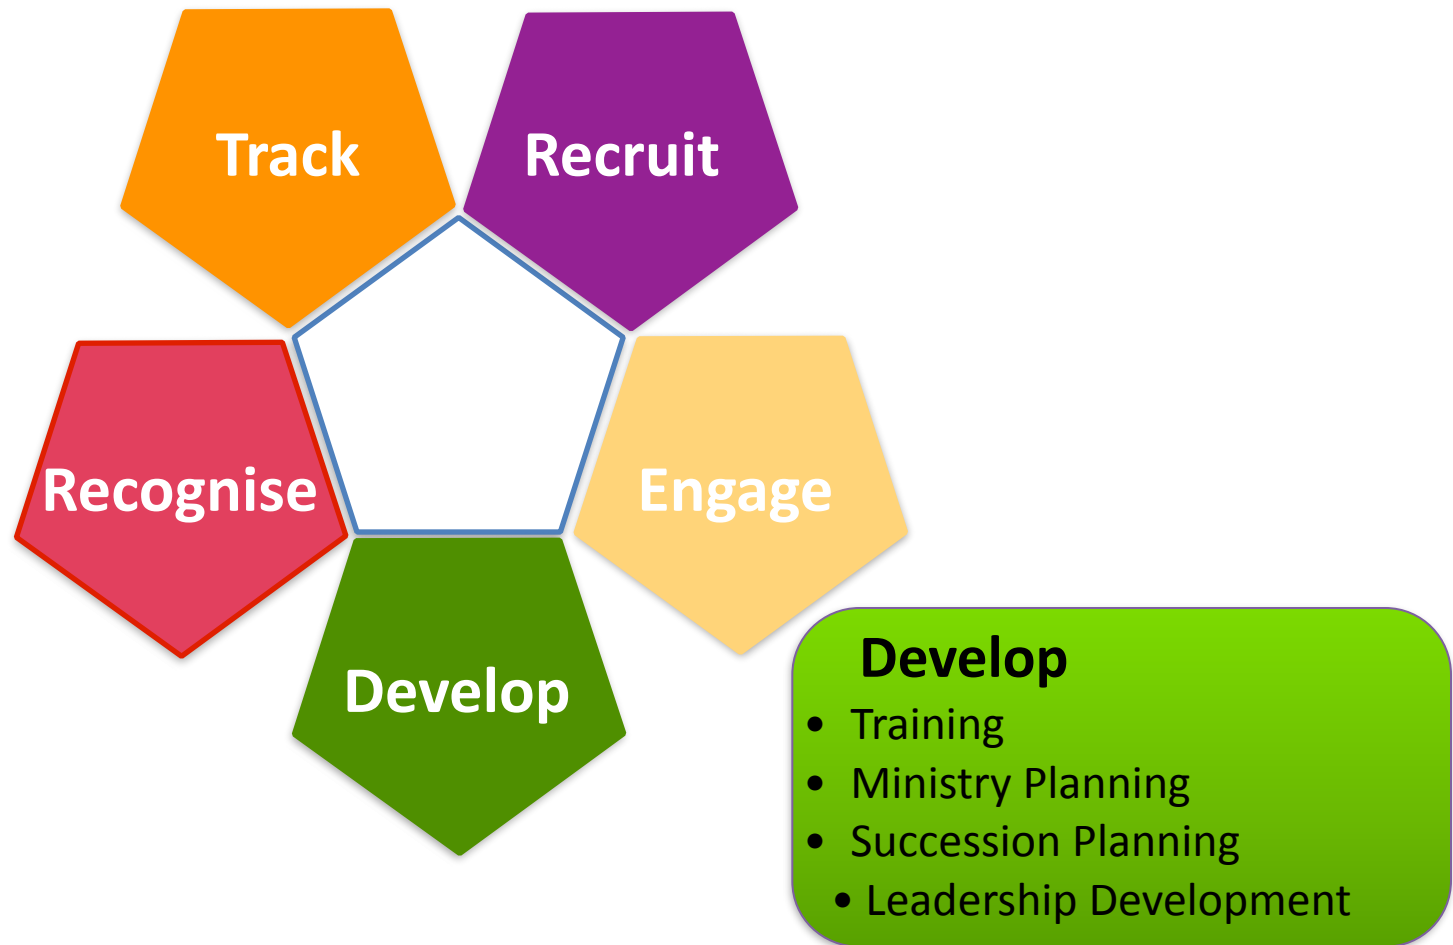 Track
Recruit
Recognise
Engage
Develop
Develop
• Training
• Ministry Planning
• Succession Planning
• Leadership Development